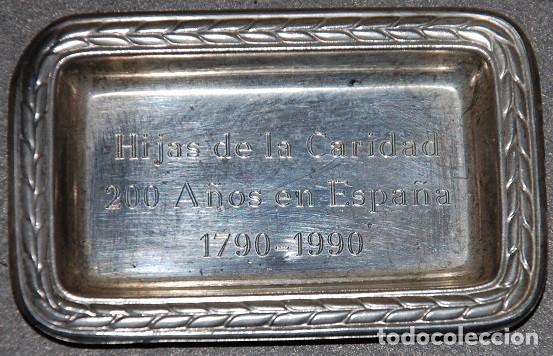 Hijas de la Caridad
200 Años en España
1790-1990
todocoleccion